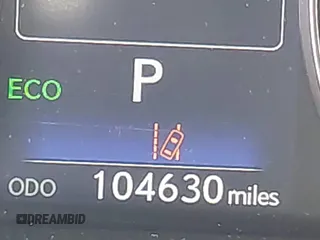 P
ECO
ODO 104630 miles
DREAMBID